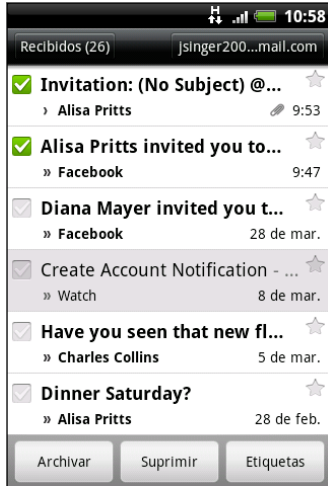 H 10:58
Recibidos (26) jsinger200...mail.com
Invitation: (No Subject) @...
› Alisa Pritts 9:53
Alisa Pritts invited you to...
» Facebook 9:47
Diana Mayer invited you t...
» Facebook 28 de mar.
Create Account Notification - ...
» Watch 8 de mar.
Have you seen that new fl...
» Charles Collins 5 de mar.
Dinner Saturday?
» Alisa Pritts 28 de feb.
Archivar Suprimir Etiquetas